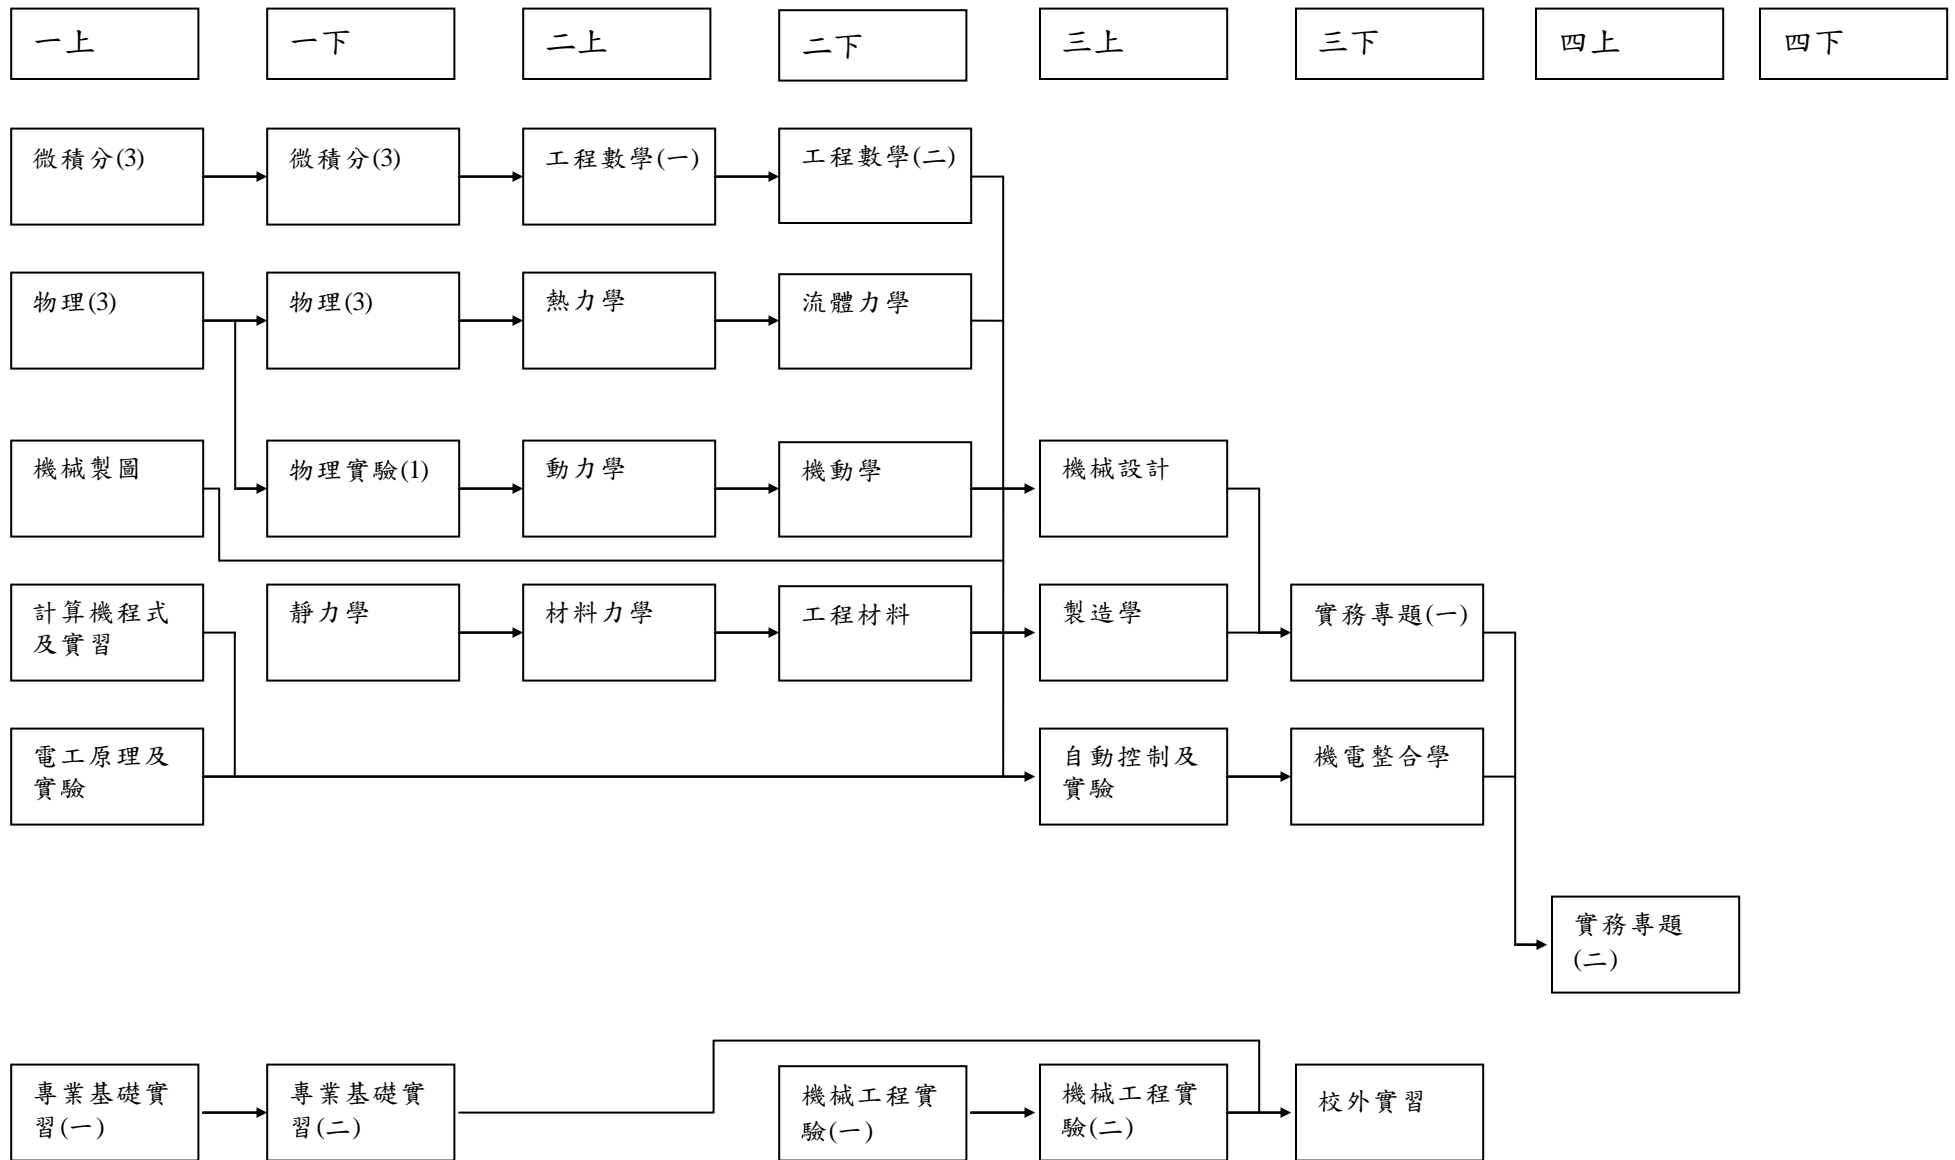 一上
一下
二上
二下
三上
三下
四上
四下
微積分(3)
微積分(3)
工程數學(一)
工程數學(二)
物理(3)
物理(3)
熱力學
流體力學
機械製圖
物理實驗(1)
動力學
機動學
機械設計
計算機程式
及實習
靜力學
材料力學
工程材料
製造學
實務專題(一)
電工原理及
實驗
自動控制及
實驗
機電整合學
實務專題
(二)
專業基礎實
習(一)
專業基礎實
習(二)
機械工程實
驗(一)
機械工程實
驗(二)
校外實習